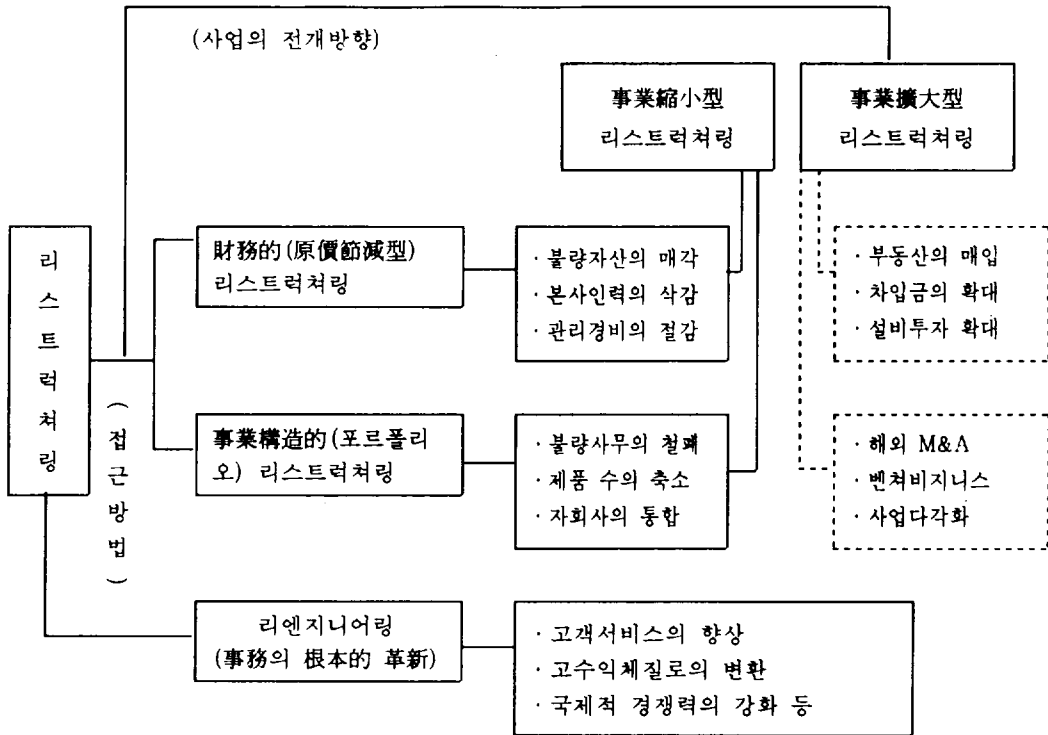 (사업의 전개방향)
事業縮小型
리스트럭쳐링
事業擴大型
리스트럭쳐링
리스트럭쳐링
(접근방법)
財務的(原價節減型)
리스트럭쳐링
· 불량자산의 매각
· 본사인력의 삭감
· 관리경비의 절감
· 부동산의 매입
· 차입금의 확대
· 설비투자 확대
事業構造的(포르폴리
오) 리스트럭쳐링
· 불량사무의 철폐
· 제품 수의 축소
· 자회사의 통합
· 해외 M&A
· 벤쳐비지니스
· 사업다각화
리엔지니어링
(事務의 根本的 革新)
· 고객서비스의 향상
· 고수익체질로의 변환
· 국제적 경쟁력의 강화 등